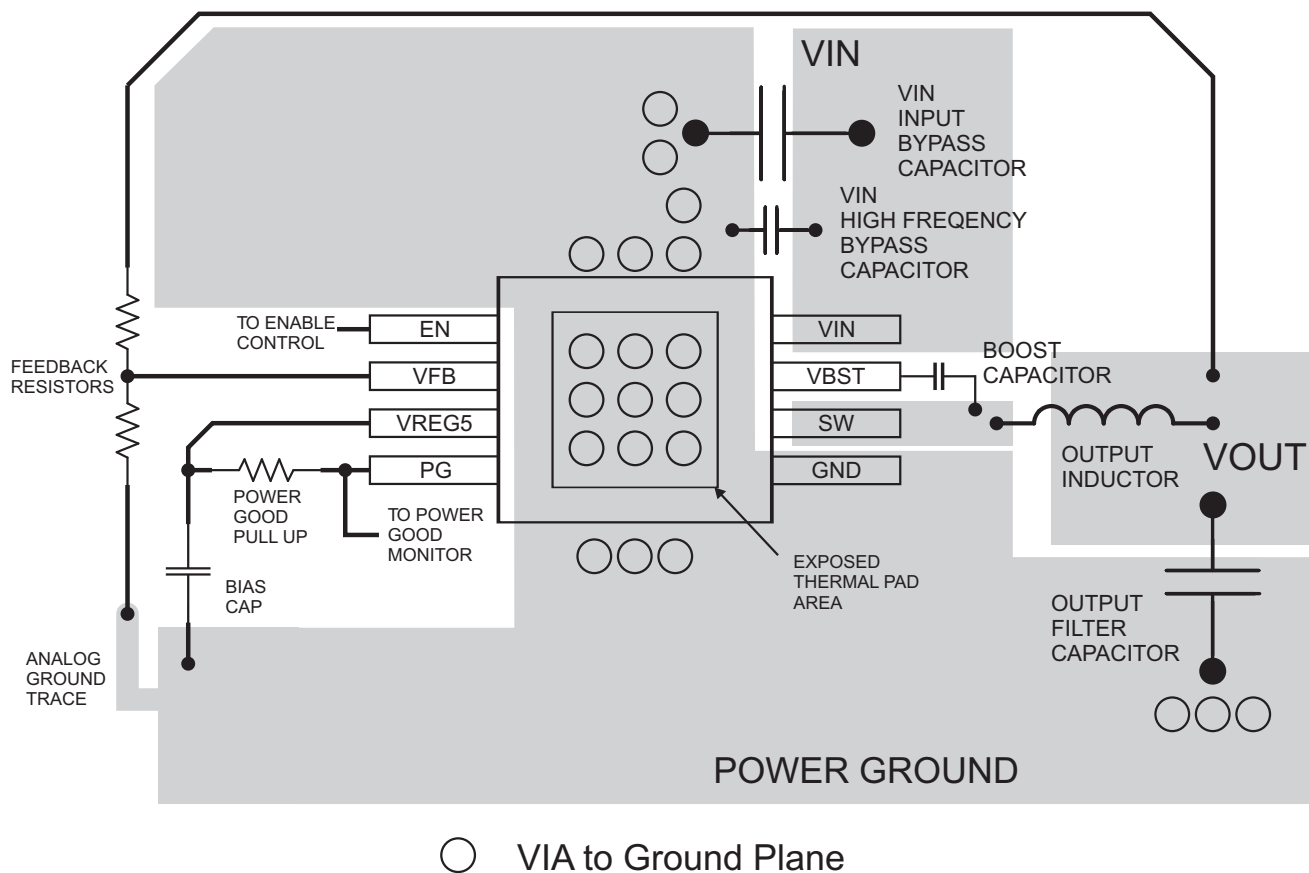 VIN
VIN
INPUT
BYPASS
CAPACITOR
VIN
HIGH FREQENCY
BYPASS
CAPACITOR
TO ENABLE
CONTROL
EN
VIN
FEEDBACK
RESISTORS
VFB
VBST
BOOST
CAPACITOR
VREG5
SW
OUTPUT
INDUCTOR
VOUT
PG
GND
POWER
GOOD
PULL UP
TO POWER
GOOD
MONITOR
EXPOSED
THERMAL PAD
AREA
BIAS
CAP
OUTPUT
FILTER
CAPACITOR
ANALOG
GROUND
TRACE
POWER GROUND
VIA to Ground Plane